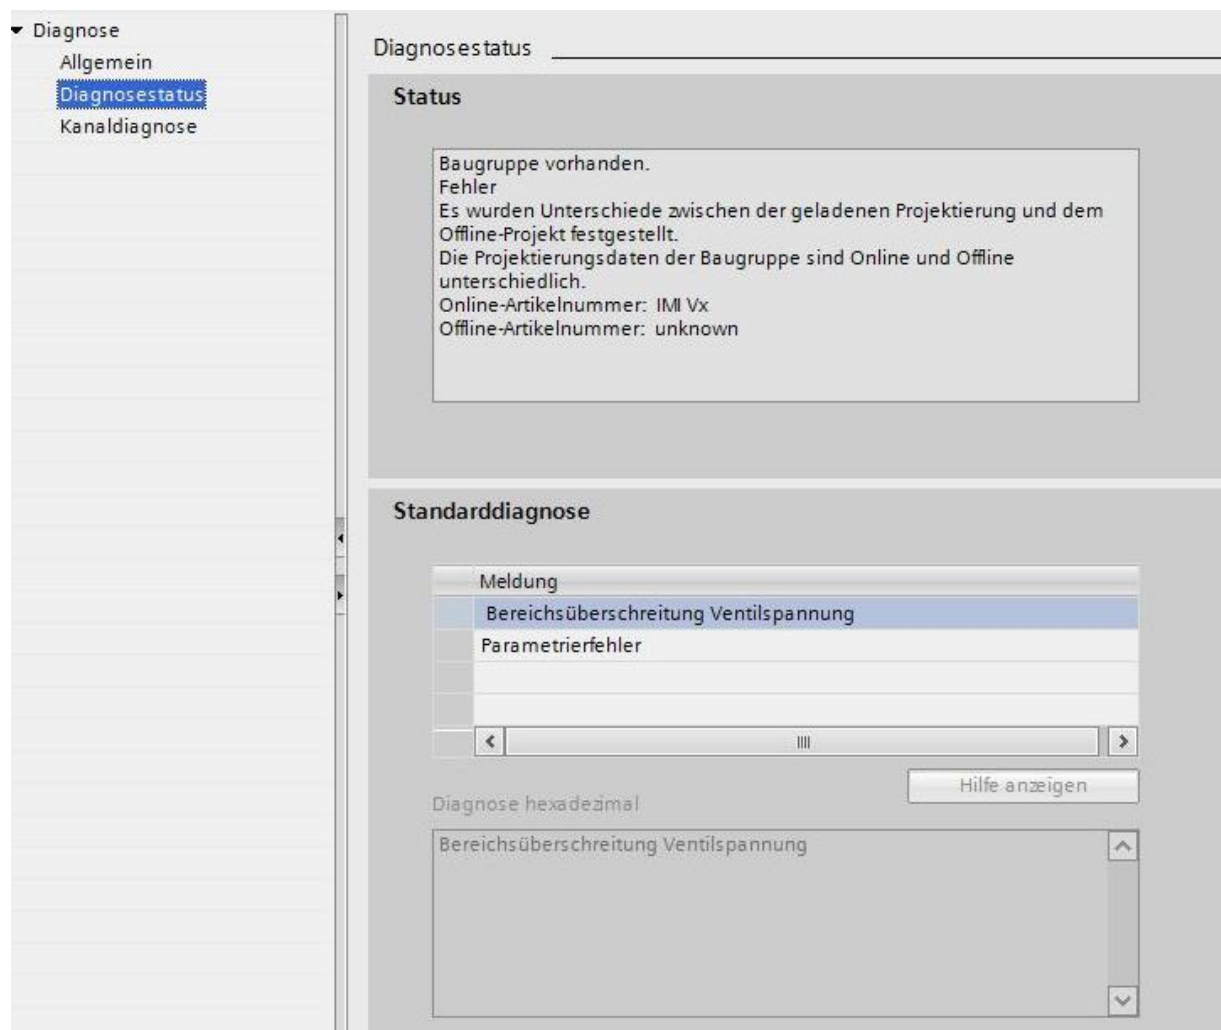 Diagnose
Allgemein
Diagnosestatus
Kanaldiagnose
Diagnosestatus
Status
Baugruppe vorhanden.
Fehler
Es wurden Unterschiede zwischen der geladenen Projektierung und dem
Offline-Projekt festgestellt.
Die Projektierungsdaten der Baugruppe sind Online und Offline
unterschiedlich.
Online-Artikelnummer: IMI Vx
Offline-Artikelnummer: unknown
Standarddiagnose
Meldung
Bereichsüberschreitung Ventilspannung
Parametrierfehler
Hilfe anzeigen
Diagnose hexadezimal
Bereichsüberschreitung Ventilspannung